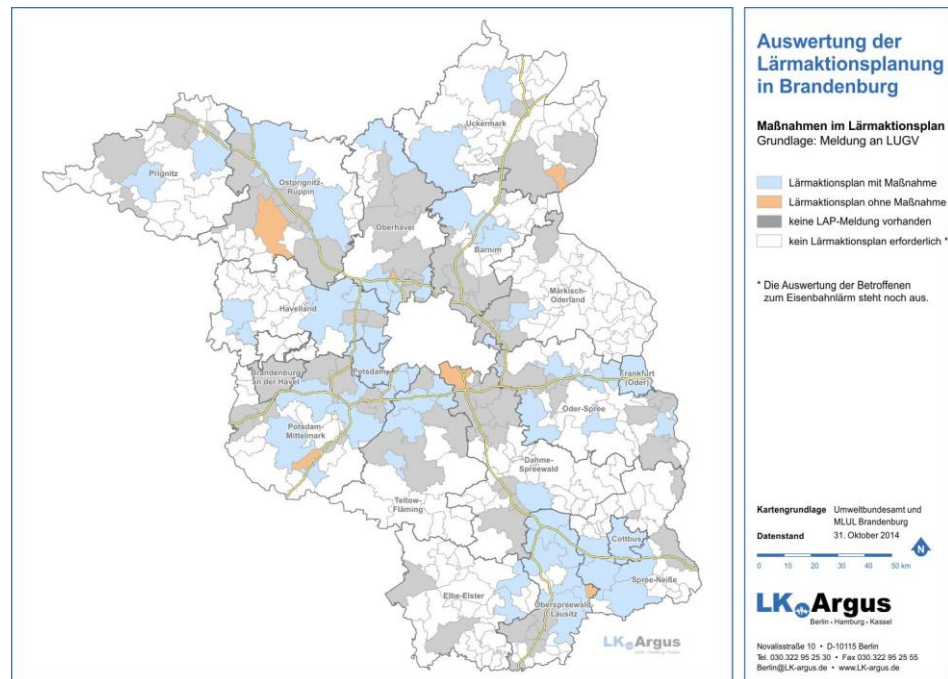 Uckermark
Prignitz
Ostprignitz-
Ruppin
Oberhavel
Barnim
Märkisch-
Oderland
Havelland
Brandenburg
an der Havel
Potsdam
Frankfurt
(Oder)
Oder-Spree
Potsdam-
Mittelmark
Dahme-
Spreewald
Teltow-
Fläming
Cottbus
Spree-Neiße
Elbe-Elster
Oberspreewald
Lausitz
LK Argus
Berlin - Hamburg - Kassel
Auswertung der
Lärmaktionsplanung
in Brandenburg
Maßnahmen im Lärmaktionsplan
Grundlage: Meldung an LUGV
Lärmaktionsplan mit Maßnahme
Lärmaktionsplan ohne Maßnahme
keine LAP-Meldung vorhanden
kein Lärmaktionsplan erforderlich *
* Die Auswertung der Betroffenen
zum Eisenbahnlärm steht noch aus.
Kartengrundlage Umweltbundesamt und
MLUL Brandenburg
Datenstand 31. Oktober 2014
N
0 10 20 30 40 50 km
LK Argus
Berlin - Hamburg - Kassel
Novalisstraße 10 • D-10115 Berlin
Tel. 030.322 95 25 30 • Fax 030.322 95 25 55
Berlin@LK-argus.de • www.LK-argus.de